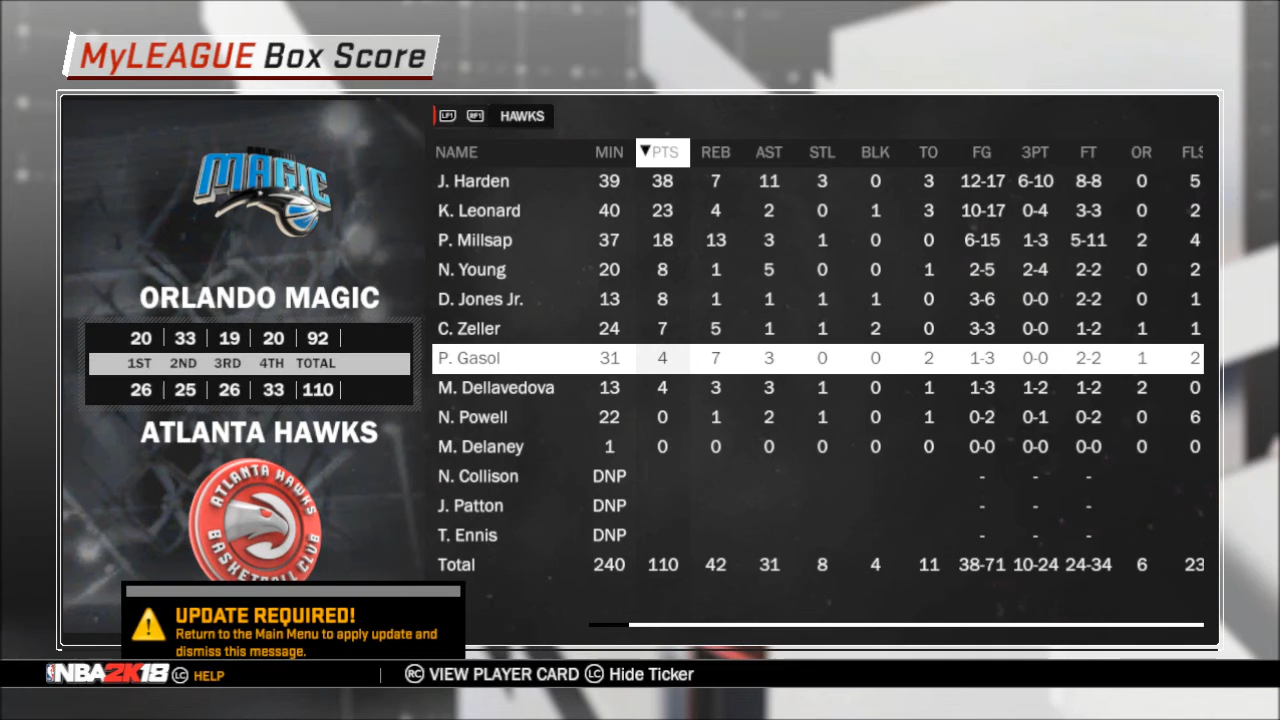 MyLEAGUE Box Score
LF1 RF1 HAWKS
NAME MIN PTS REB AST STL BLK TO FG 3PT FT OR FLS
J. Harden 39 38 7 11 3 0 3 12-17 6-10 8-8 0 5
K. Leonard 40 23 4 2 0 1 3 10-17 0-4 3-3 0 2
P. Millsap 37 18 13 3 1 0 0 6-15 1-3 5-11 2 4
N. Young 20 8 1 5 0 0 1 2-5 2-4 2-2 0 2
D. Jones Jr. 13 8 1 1 1 1 0 3-6 0-0 2-2 0 1
C. Zeller 24 7 5 1 1 2 0 3-3 0-0 1-2 1 1
P. Gasol 31 4 7 3 0 0 2 1-3 0-0 2-2 1 2
M. Dellavedova 13 4 3 3 1 0 1 1-3 1-2 1-2 2 0
N. Powell 22 0 1 2 1 0 1 0-2 0-1 0-2 0 6
M. Delaney 1 0 0 0 0 0 0 0-0 0-0 0-0 0 0
N. Collison DNP - - -
J. Patton DNP - - -
T. Ennis DNP - - -
Total 240 110 42 31 8 4 11 38-71 10-24 24-34 6 23
MAGIC
ORLANDO MAGIC
20 33 19 20 92
1ST 2ND 3RD 4TH TOTAL
26 25 26 33 110
ATLANTA HAWKS
ATLANTA HAWKS
BASKETBALL CLUB
UPDATE REQUIRED!
Return to the Main Menu to apply update and
dismiss this message.
NBA 2K18 LC HELP RC VIEW PLAYER CARD LC Hide Ticker